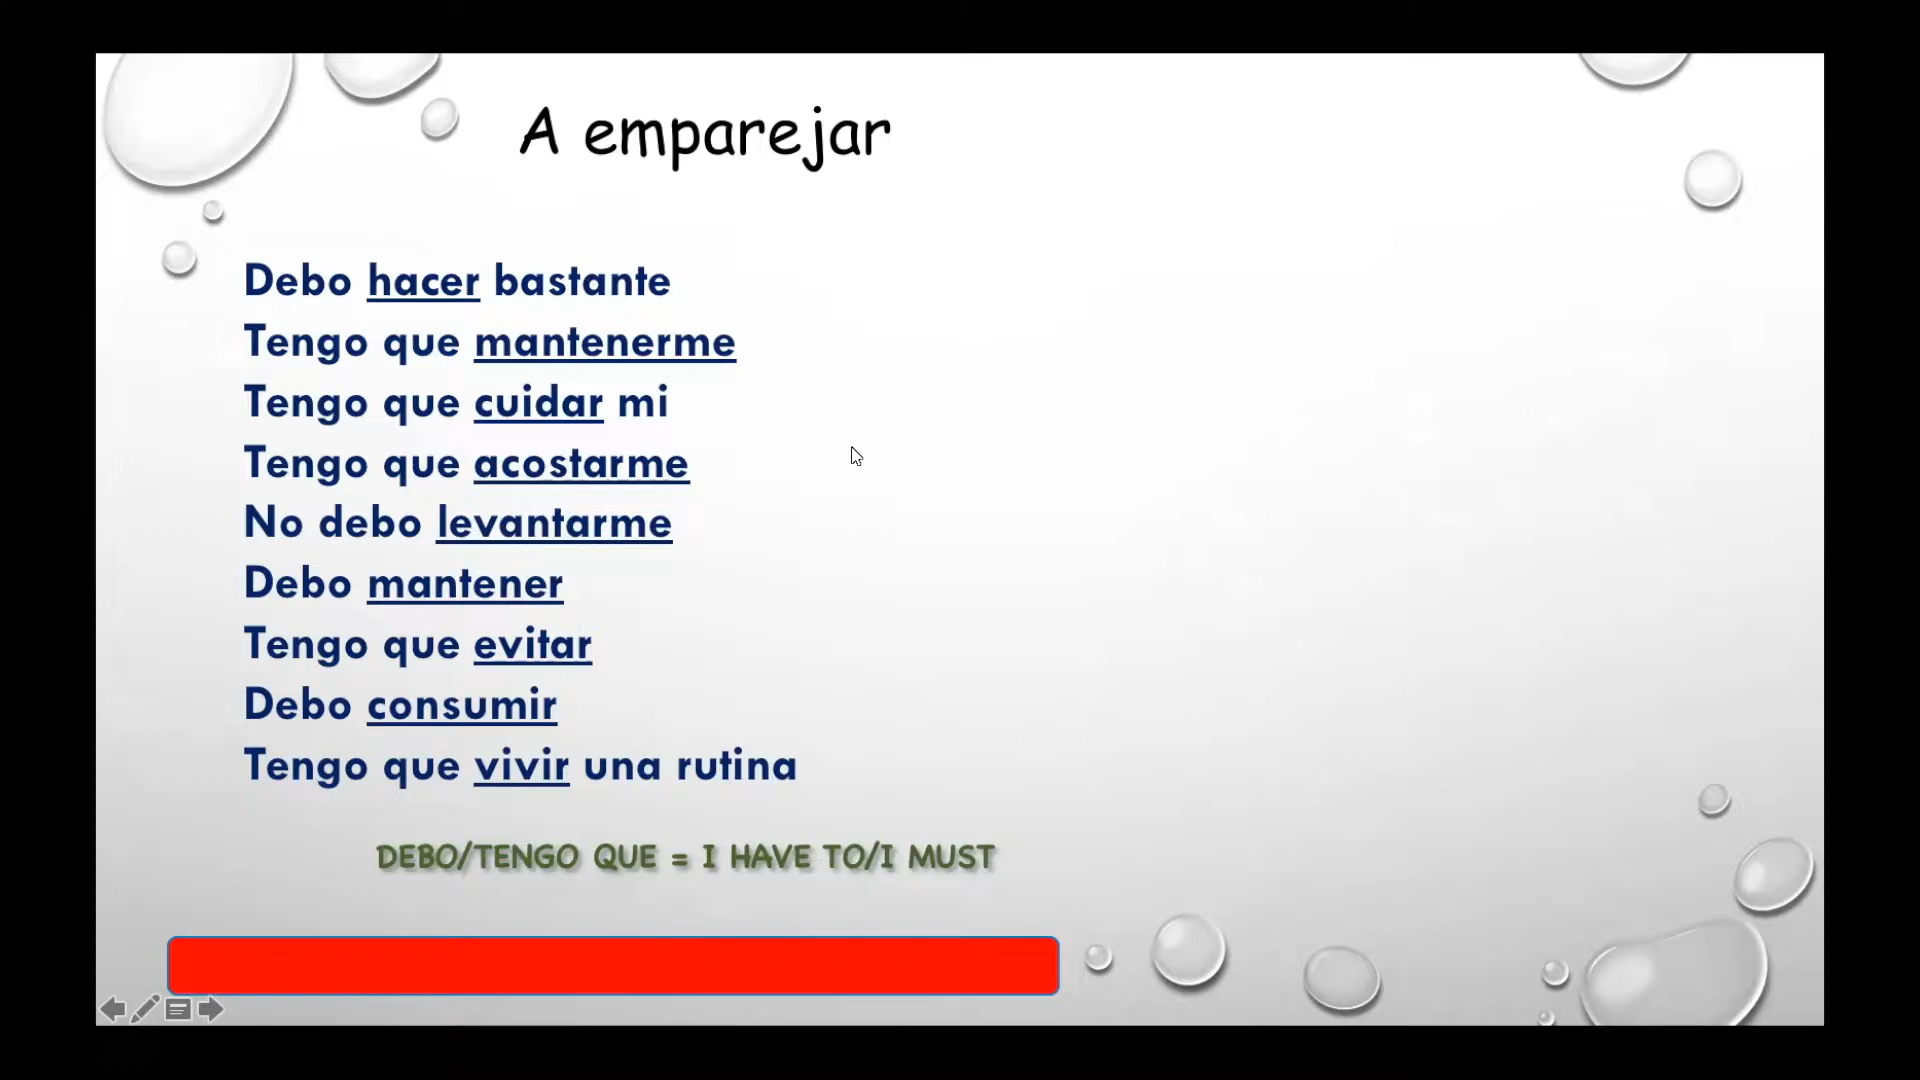 A emparejar
Debo hacer bastante
Tengo que mantenerme
Tengo que cuidar mi
Tengo que acostarme
No debo levantarme
Debo mantener
Tengo que evitar
Debo consumir
Tengo que vivir una rutina
DEBO/TENGO QUE = I HAVE TO/I MUST